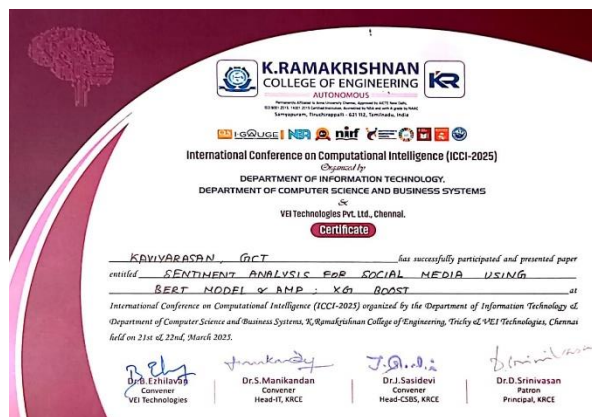 K.RAMAKRISHNAN
COLLEGE OF ENGINEERING
AUTONOMOUS
Samayapuram, Tiruchirappalli - 621 112, Tamilnadu, India
I·GAUGE NBA nirf
KR
International Conference on Computational Intelligence (ICCI-2025)
Organized by
DEPARTMENT OF INFORMATION TECHNOLOGY,
DEPARTMENT OF COMPUTER SCIENCE AND BUSINESS SYSTEMS
&
VEI Technologies Pvt. Ltd., Chennai.
Certificate
KAVIYARASAN, GCT has successfully participated and presented paper
entitled SENTIMENT ANALYSIS FOR SOCIAL MEDIA USING
BERT MODEL & AMP : XG BOOST at
International Conference on Computational Intelligence (ICCI-2025) organized by the Department of Information Technology &
Department of Computer Science and Business Systems, K.Ramakrishnan College of Engineering, Trichy & VEI Technologies, Chennai
held on 21st & 22nd, March 2025.
Dr.B.Ezhilavan Dr.S.Manikandan Dr.J.Sasidevi Dr.D.Srinivasan
Convener Convener Convener Patron
VEI Technologies Head-IT, KRCE Head-CSBS, KRCE Principal, KRCE